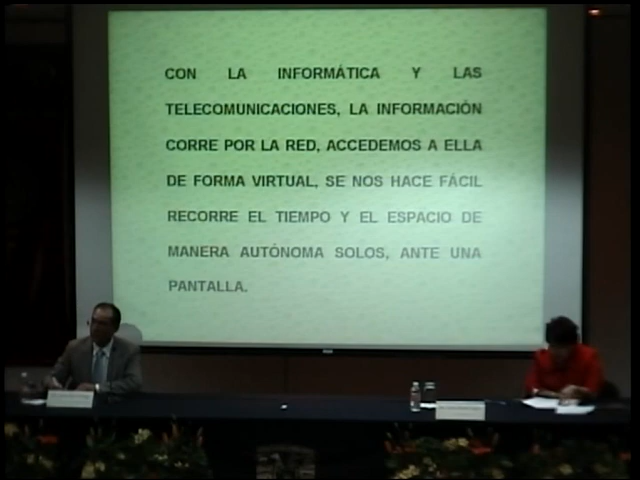 CON LA INFORMÁTICA Y LAS
TELECOMUNICACIONES, LA INFORMACIÓN
CORRE POR LA RED, ACCEDEMOS A ELLA
DE FORMA VIRTUAL, SE NOS HACE FÁCIL
RECORRE EL TIEMPO Y EL ESPACIO DE
MANERA AUTÓNOMA SOLOS, ANTE UNA
PANTALLA.